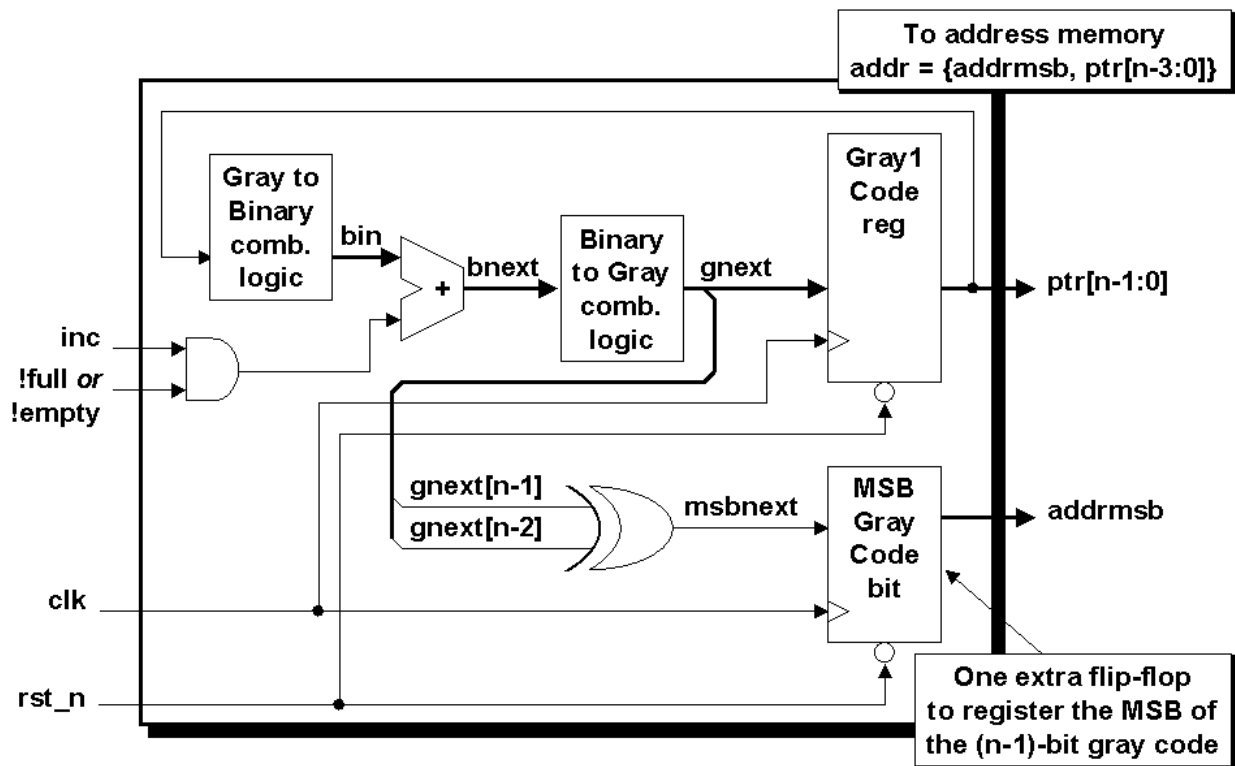 To address memory
addr = {addrmsb, ptr[n-3:0]}
Gray to
Binary
comb.
logic
bin
+
bnext
Binary
to Gray
comb.
logic
gnext
Gray1
Code
reg
ptr[n-1:0]
inc
!full or
!empty
gnext[n-1]
gnext[n-2]
msbnext
MSB
Gray
Code
bit
addrmsb
clk
rst_n
One extra flip-flop
to register the MSB of
the (n-1)-bit gray code